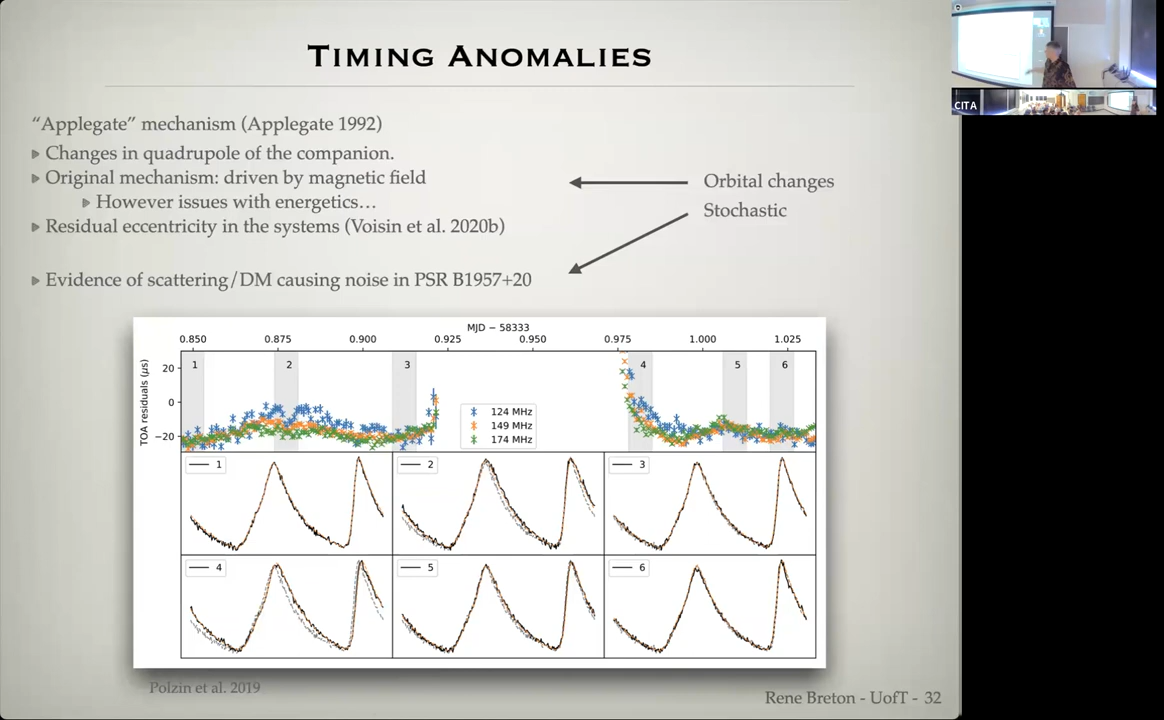 TIMING ANOMALIES
“Applegate” mechanism (Applegate 1992)
Changes in quadrupole of the companion.
Original mechanism: driven by magnetic field
However issues with energetics…
Residual eccentricity in the systems (Voisin et al. 2020b)
Evidence of scattering/DM causing noise in PSR B1957+20
Orbital changes
Stochastic
MJD − 58333
0.850 0.875 0.900 0.925 0.950 0.975 1.000 1.025
TOA residuals (μs)
20
0
−20
1 2 3 4 5 6
124 MHz
149 MHz
174 MHz
1 2 3
4 5 6
Polzin et al. 2019
Rene Breton - UofT - 32
CITA